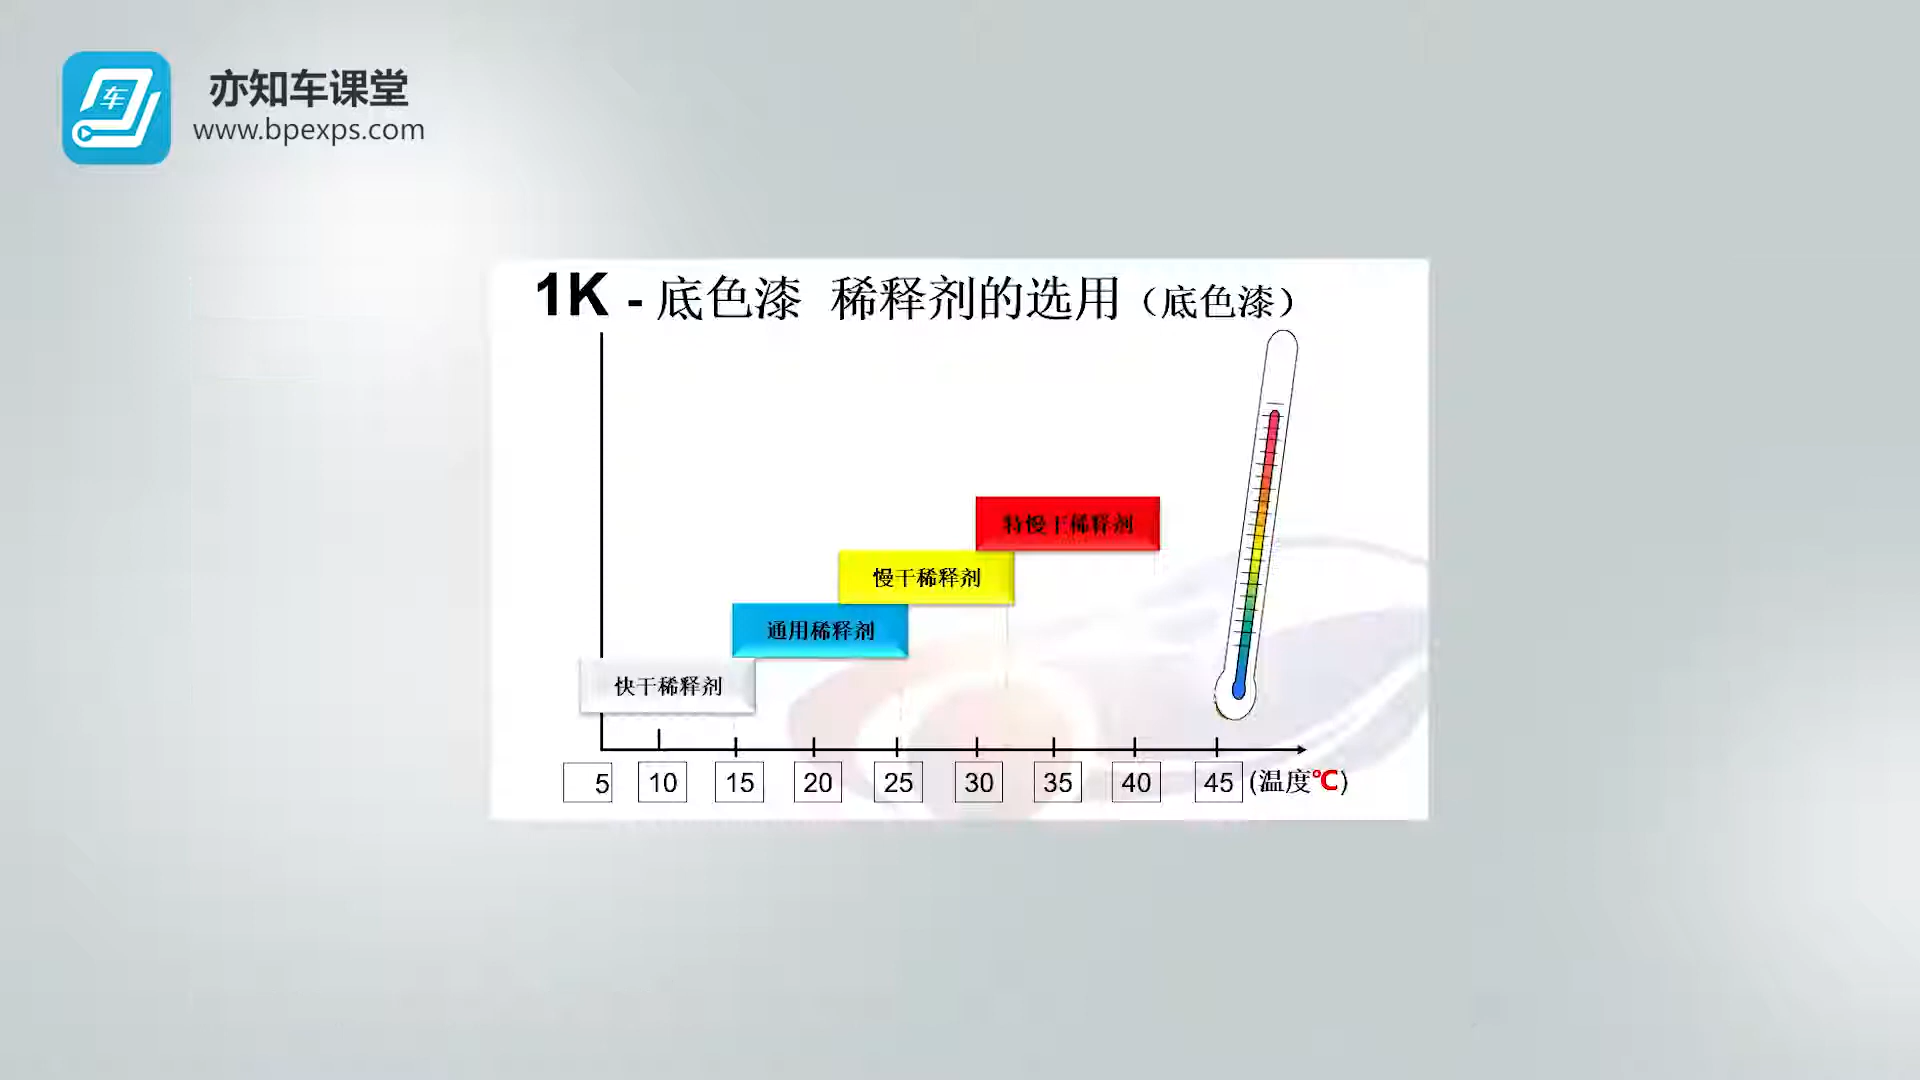 车
亦知车课堂
www.bpexps.com
1K - 底色漆 稀释剂的选用（底色漆）
特慢干稀释剂
慢干稀释剂
通用稀释剂
快干稀释剂
5 10 15 20 25 30 35 40 45 (温度℃)